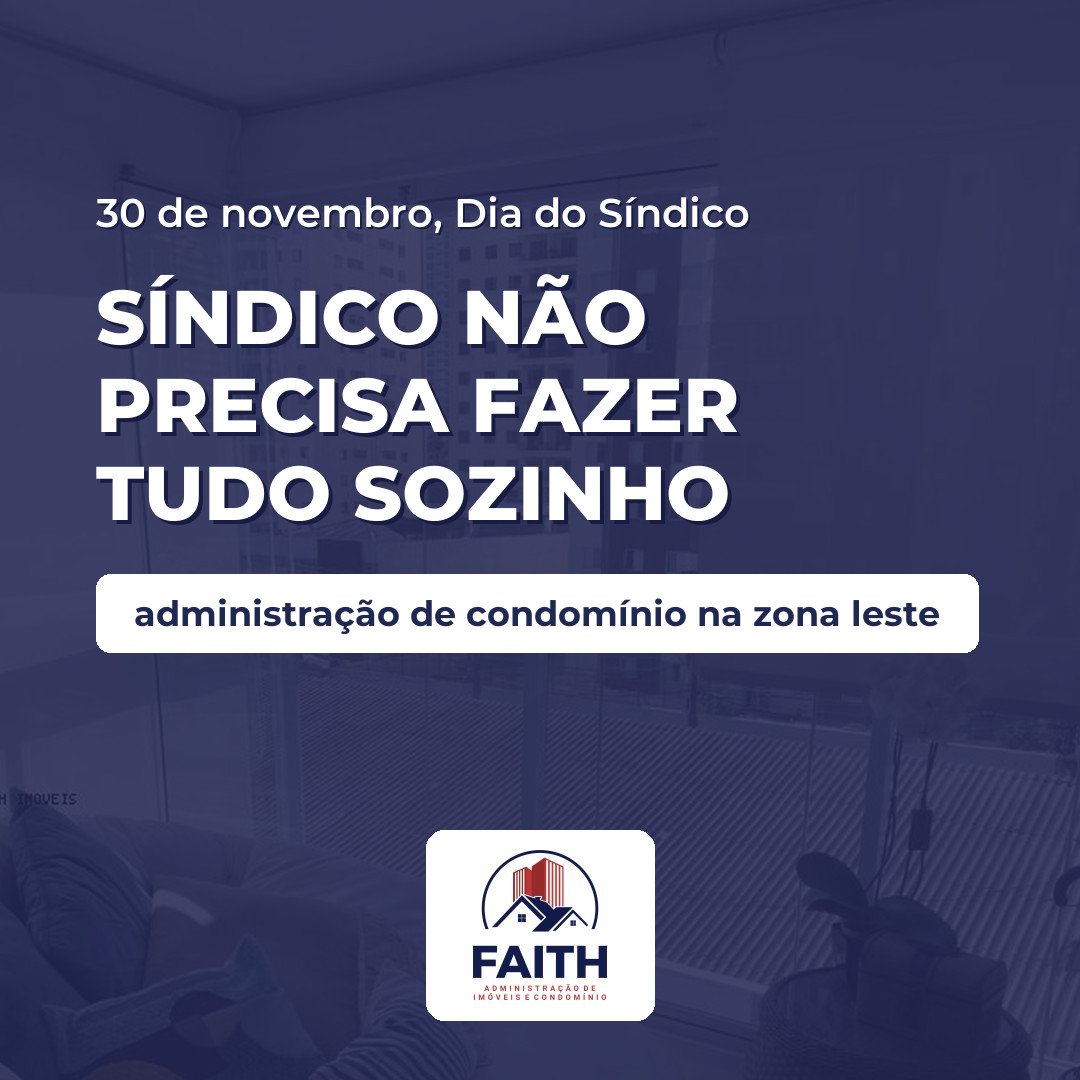 30 de novembro, Dia do Síndico
SÍNDICO NÃO
PRECISA FAZER
TUDO SOZINHO
administração de condomínio na zona leste
H IMOVEIS
FAITH
ADMINISTRAÇÃO DE
IMÓVEIS E CONDOMÍNIO